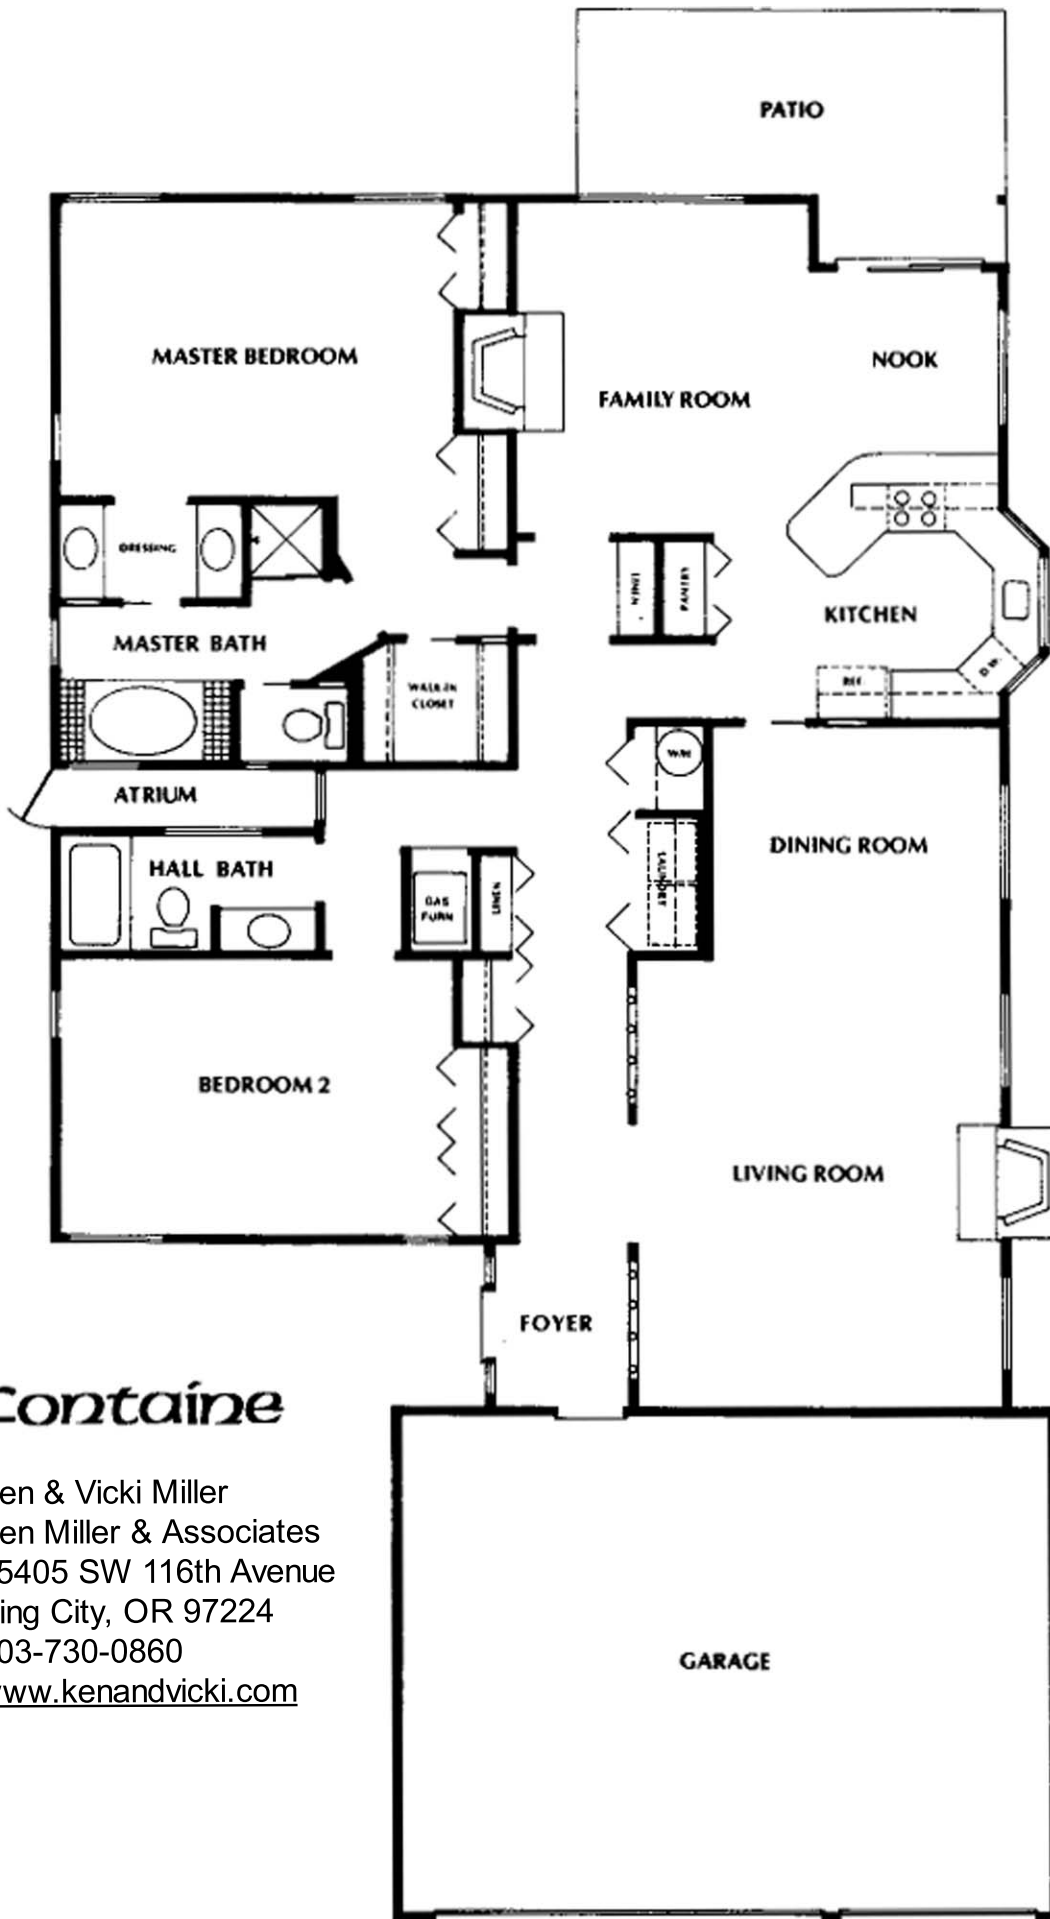 PATIO
MASTER BEDROOM
NOOK
FAMILY ROOM
DRESSING
LINEN
PANTRY
KITCHEN
MASTER BATH
D.W.
REF.
WALK-IN
CLOSET
W/H
ATRIUM
DINING ROOM
HALL BATH
LAUNDRY
GAS
FURN
LINEN
BEDROOM 2
LIVING ROOM
FOYER
Fontaine
en & Vicki Miller
en Miller & Associates
5405 SW 116th Avenue
ing City, OR 97224
03-730-0860
www.kenandvicki.com
GARAGE